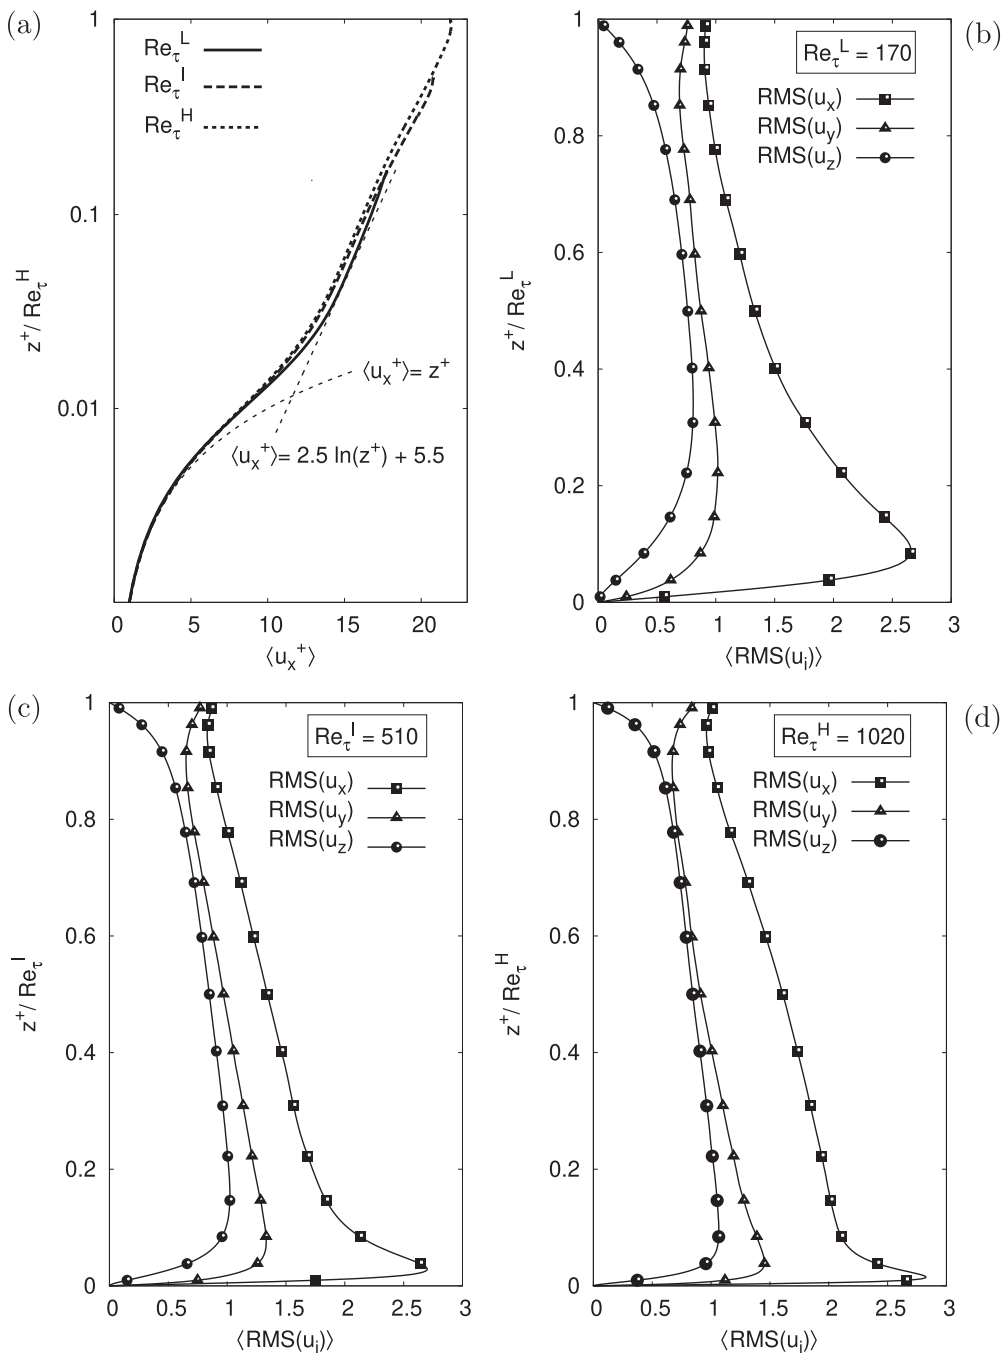 (a)
Re_τ^L
Re_τ^I
Re_τ^H
1
0.1
0.01
z⁺/ Re_τ^H
⟨u_x⁺⟩= z⁺
⟨u_x⁺⟩= 2.5 ln(z⁺) + 5.5
0 5 10 15 20
⟨u_x⁺⟩
(b)
Re_τ^L = 170
RMS(u_x)
RMS(u_y)
RMS(u_z)
1
0.8
0.6
0.4
0.2
0
z⁺/ Re_τ^L
0 0.5 1 1.5 2 2.5 3
⟨RMS(u_i)⟩
(c)
Re_τ^I = 510
RMS(u_x)
RMS(u_y)
RMS(u_z)
1
0.8
0.6
0.4
0.2
0
z⁺/ Re_τ^I
0 0.5 1 1.5 2 2.5 3
⟨RMS(u_i)⟩
(d)
Re_τ^H = 1020
RMS(u_x)
RMS(u_y)
RMS(u_z)
1
0.8
0.6
0.4
0.2
0
z⁺/ Re_τ^H
0 0.5 1 1.5 2 2.5 3
⟨RMS(u_i)⟩